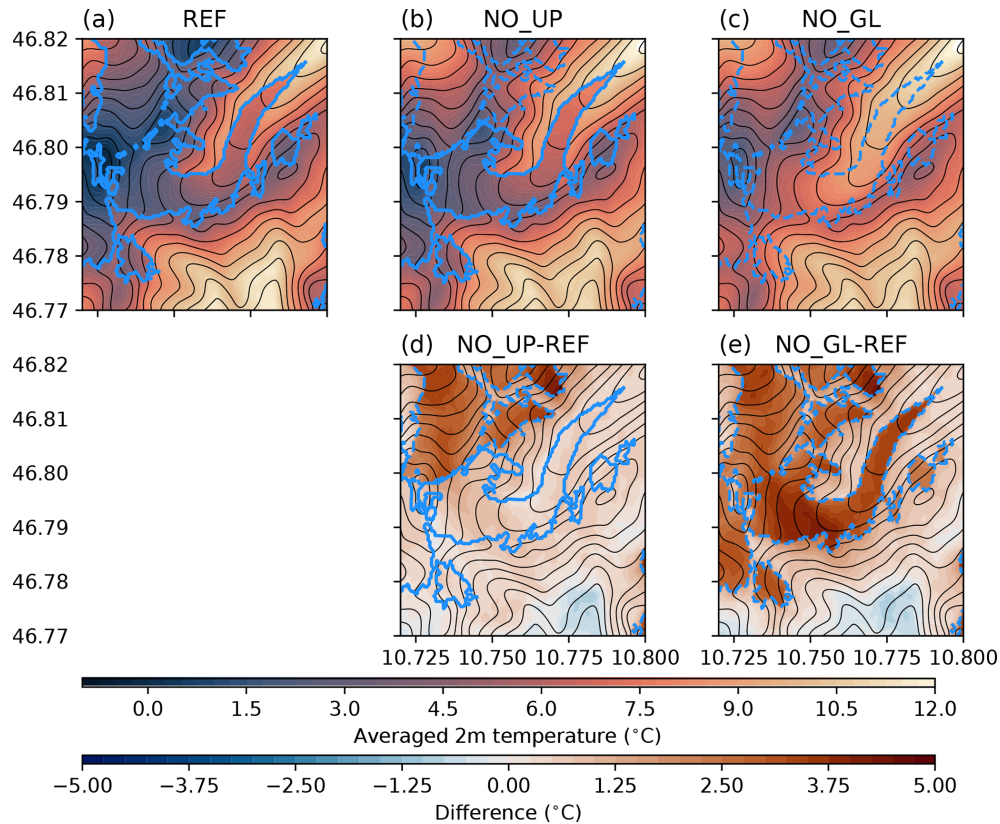 (a) REF
(b) NO_UP
(c) NO_GL
46.82
46.81
46.80
46.79
46.78
46.77
(d) NO_UP-REF
(e) NO_GL-REF
46.82
46.81
46.80
46.79
46.78
46.77
10.725 10.750 10.775 10.800
10.725 10.750 10.775 10.800
0.0 1.5 3.0 4.5 6.0 7.5 9.0 10.5 12.0
Averaged 2m temperature (°C)
−5.00 −3.75 −2.50 −1.25 0.00 1.25 2.50 3.75 5.00
Difference (°C)